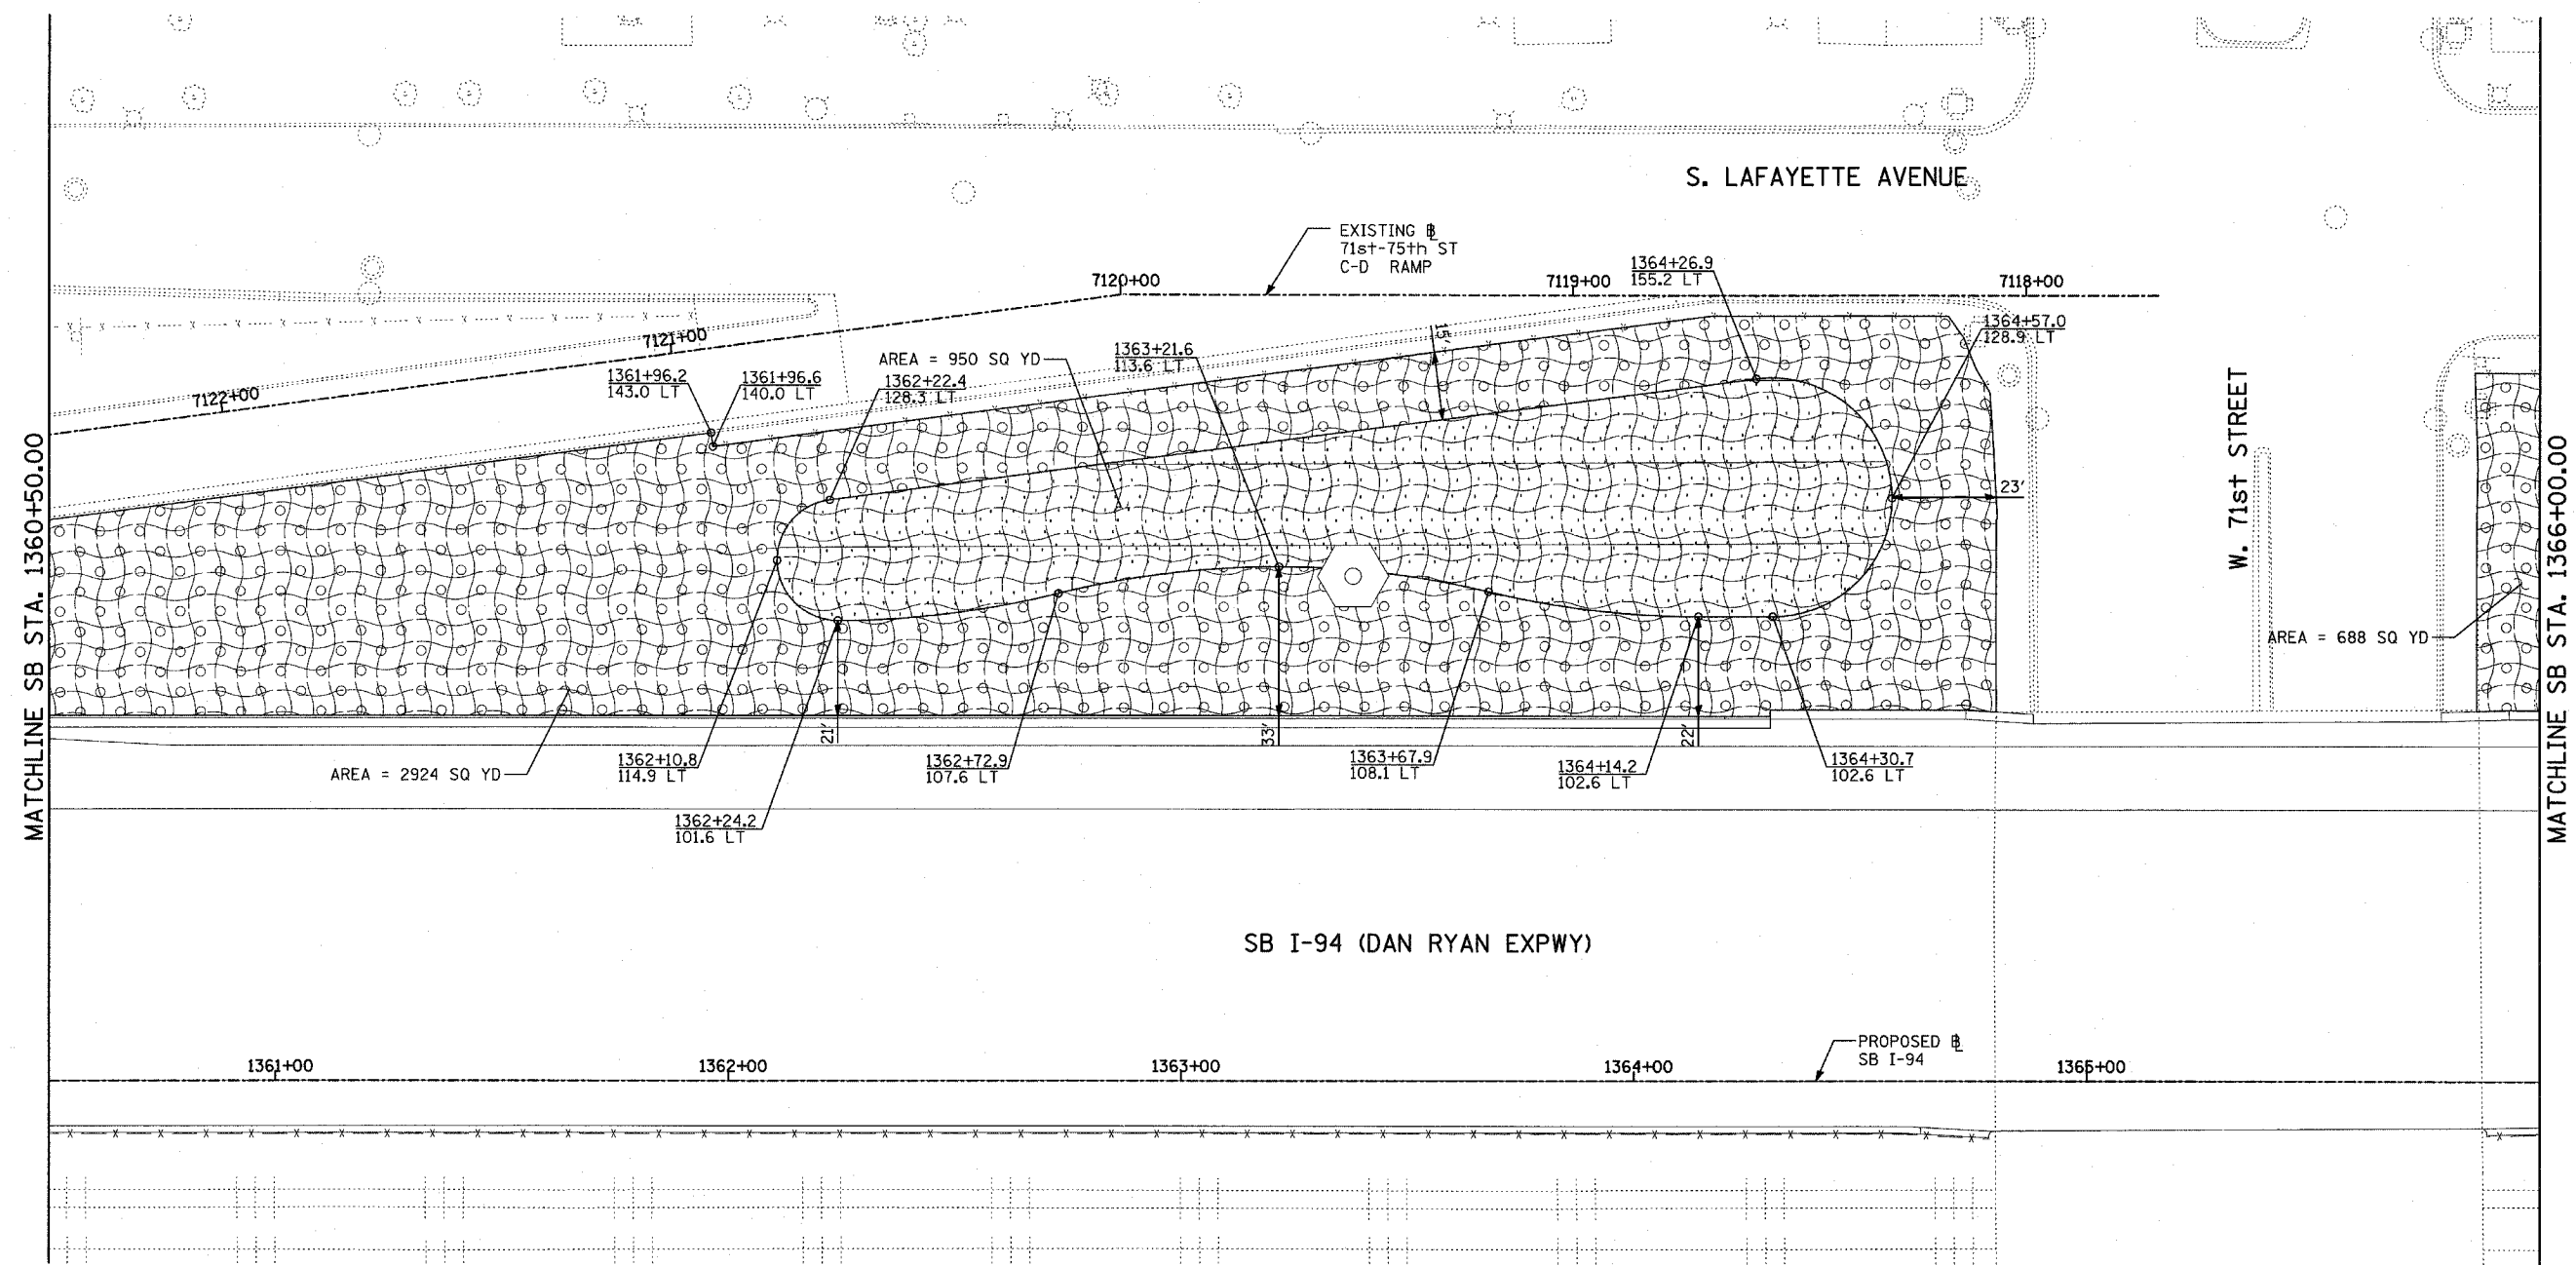 S. LAFAYETTE AVENUE
EXISTING ⅊
71st-75th ST
C-D RAMP
1364+26.9
155.2 LT
7120+00
7119+00
7118+00
7121+00
7122+00
15'
1364+57.0
128.9 LT
AREA = 950 SQ YD
1363+21.6
113.6 LT
1361+96.2
143.0 LT
1361+96.6
140.0 LT
1362+22.4
128.3 LT
23'
W. 71st STREET
MATCHLINE SB STA. 1360+50.00
MATCHLINE SB STA. 1366+00.00
AREA = 688 SQ YD
21'
33'
22'
AREA = 2924 SQ YD
1362+10.8
114.9 LT
1362+72.9
107.6 LT
1363+67.9
108.1 LT
1364+14.2
102.6 LT
1364+30.7
102.6 LT
1362+24.2
101.6 LT
SB I-94 (DAN RYAN EXPWY)
PROPOSED ⅊
SB I-94
1361+00
1362+00
1363+00
1364+00
1365+00